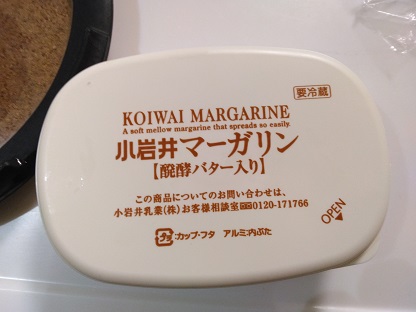 要冷蔵
KOIWAI MARGARINE
A soft mellow margarine that spreads so easily.
小岩井マーガリン
【醗酵バター入り】
この商品についてのお問い合わせは、
小岩井乳業(株)お客様相談室 0120-171766
OPEN
プラ:カップ・フタ アルミ:内ぶた